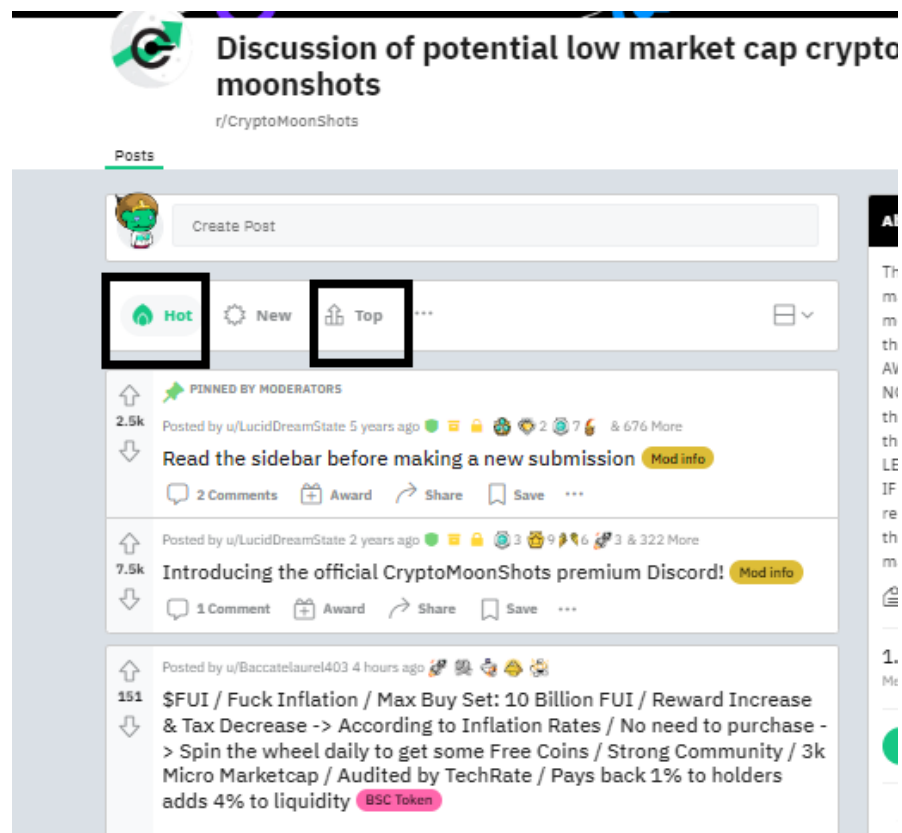 Discussion of potential low market cap crypto
moonshots
r/CryptoMoonShots
Posts
Create Post
Hot New Top ...
PINNED BY MODERATORS
2.5k
Posted by u/LucidDreamState 5 years ago 2 7 & 676 More
Read the sidebar before making a new submission Mod info
2 Comments Award Share Save ...
Posted by u/LucidDreamState 2 years ago 3 9 6 3 & 322 More
7.5k
Introducing the official CryptoMoonShots premium Discord! Mod info
1 Comment Award Share Save ...
Posted by u/Baccatelaurel403 4 hours ago
151
$FUI / Fuck Inflation / Max Buy Set: 10 Billion FUI / Reward Increase
& Tax Decrease -> According to Inflation Rates / No need to purchase -
> Spin the wheel daily to get some Free Coins / Strong Community / 3k
Micro Marketcap / Audited by TechRate / Pays back 1% to holders
adds 4% to liquidity BSC Token
1.